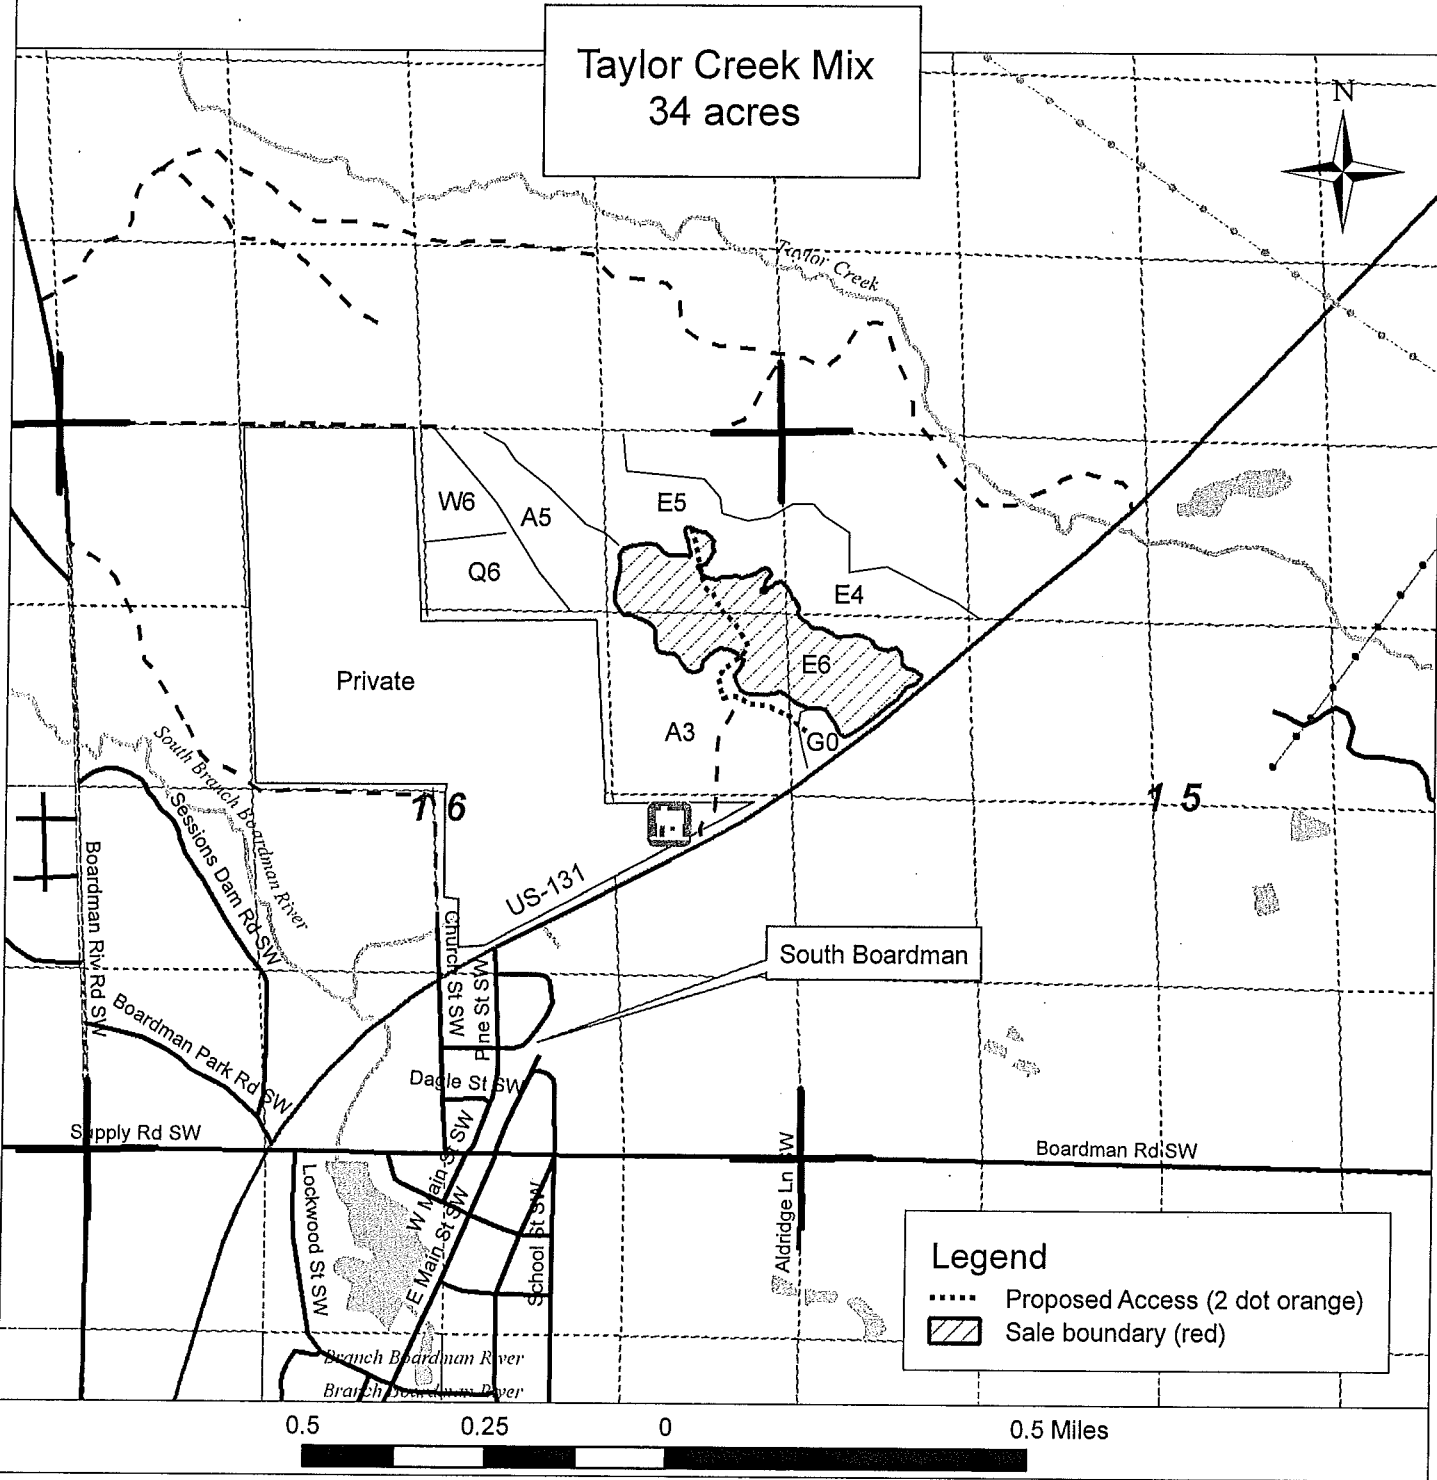 Taylor Creek Mix
34 acres
N
Taylor Creek
W6
A5
E5
Q6
E4
E6
Private
A3
G0
South Branch Boardman River
16
15
Sessions Dam Rd SW
Boardman Riv Rd SW
US-131
Church St SW
Pine St SW
South Boardman
Boardman Park Rd SW
Dagle St SW
Supply Rd SW
Boardman Rd SW
Lockwood St SW
W Main St SW
E Main St SW
School St SW
Aldridge Ln SW
Legend
Proposed Access (2 dot orange)
Sale boundary (red)
Branch Boardman River
Branch Boardman River
0.5 0.25 0 0.5 Miles